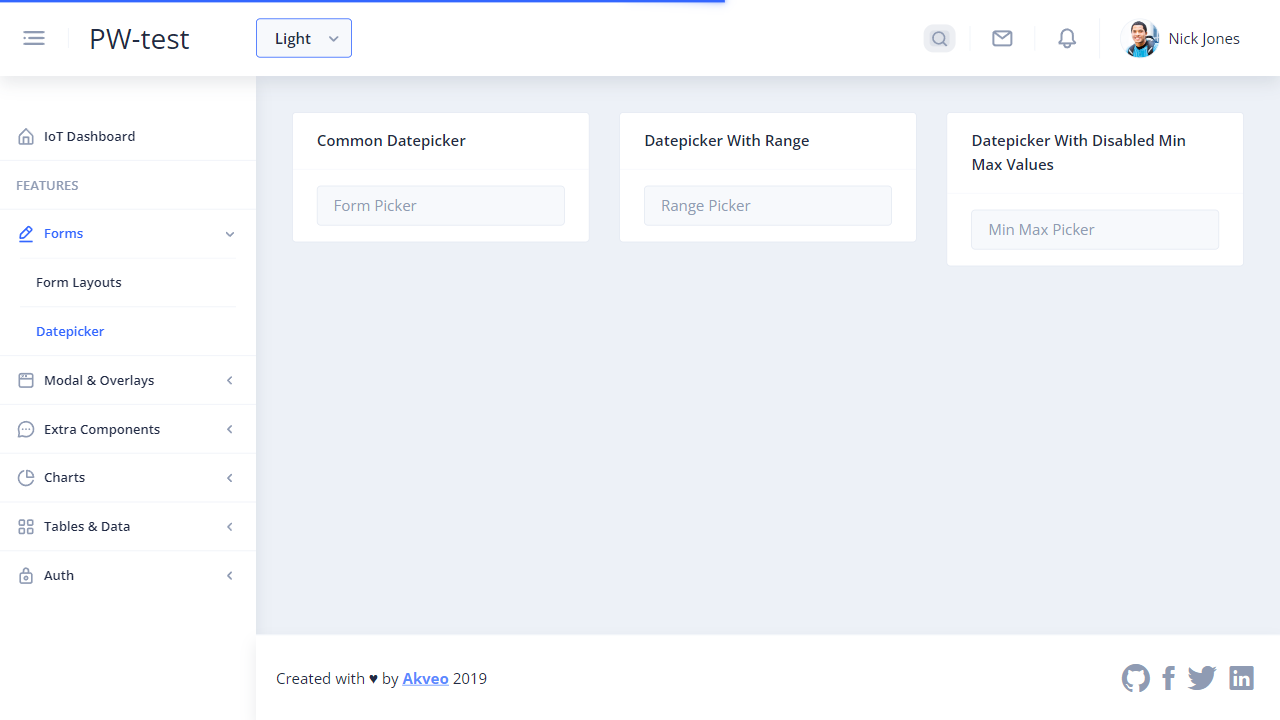 PW-test
Light
Nick Jones
IoT Dashboard
FEATURES
Forms
Form Layouts
Datepicker
Modal & Overlays
Extra Components
Charts
Tables & Data
Auth
Common Datepicker
Form Picker
Datepicker With Range
Range Picker
Datepicker With Disabled Min
Max Values
Min Max Picker
Created with ♥ by Akveo 2019